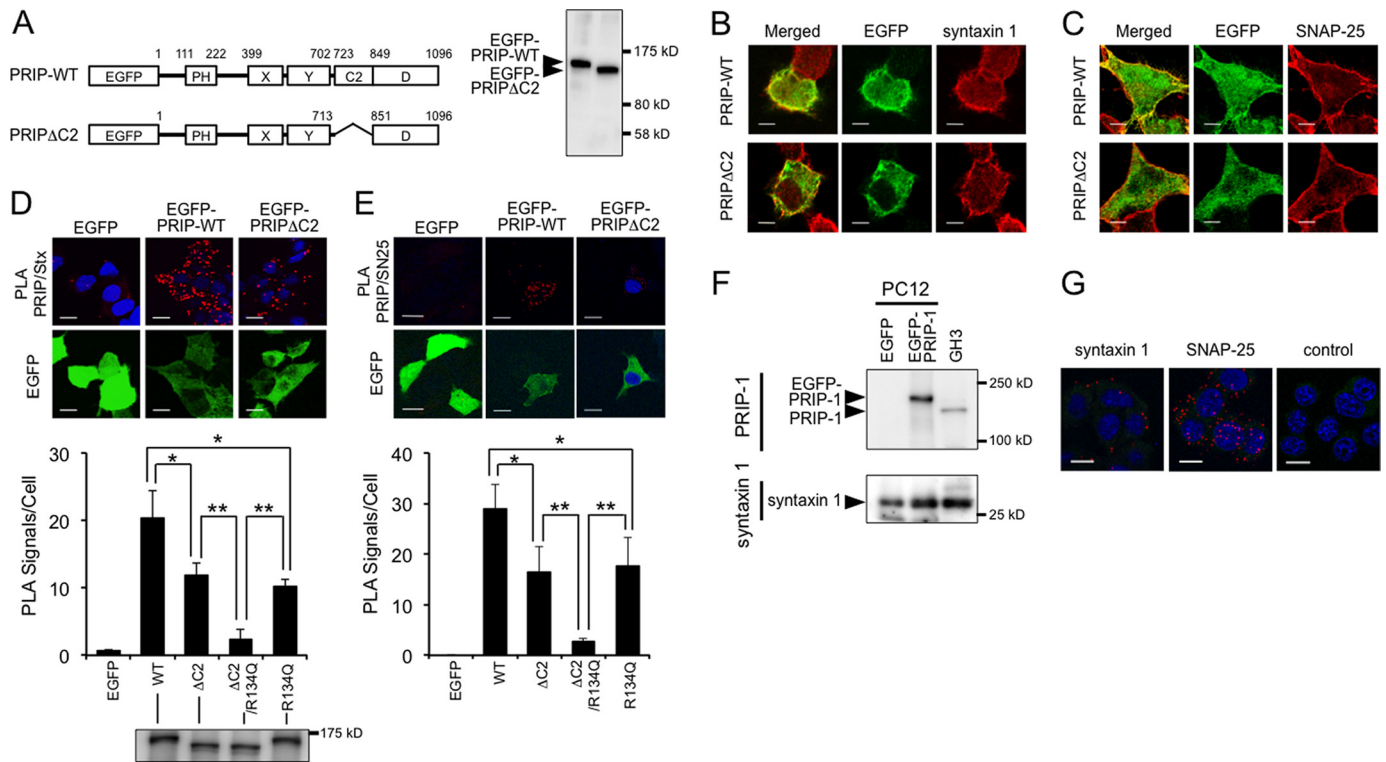 A
1 111 222 399 702 723 849 1096
PRIP-WT EGFP PH X Y C2 D
1 713 851 1096
PRIPΔC2 EGFP PH X Y D
EGFP-
PRIP-WT
EGFP-
PRIPΔC2
175 kD
80 kD
58 kD
B
Merged EGFP syntaxin 1
PRIP-WT
PRIPΔC2
C
Merged EGFP SNAP-25
PRIP-WT
PRIPΔC2
D
EGFP
EGFP-
PRIP-WT
EGFP-
PRIPΔC2
PLA
PRIP/Stx
EGFP
PLA Signals/Cell
30
20
10
0
*
* ** **
EGFP
WT
ΔC2
ΔC2
/R134Q
R134Q
175 kD
E
EGFP
EGFP-
PRIP-WT
EGFP-
PRIPΔC2
PLA
PRIP/SN25
EGFP
PLA Signals/Cell
40
30
20
10
0
*
* ** **
EGFP
WT
ΔC2
ΔC2
/R134Q
R134Q
F
PC12
EGFP
EGFP-
PRIP-1
GH3
PRIP-1
EGFP-
PRIP-1
PRIP-1
250 kD
100 kD
syntaxin 1
syntaxin 1
25 kD
G
syntaxin 1 SNAP-25 control